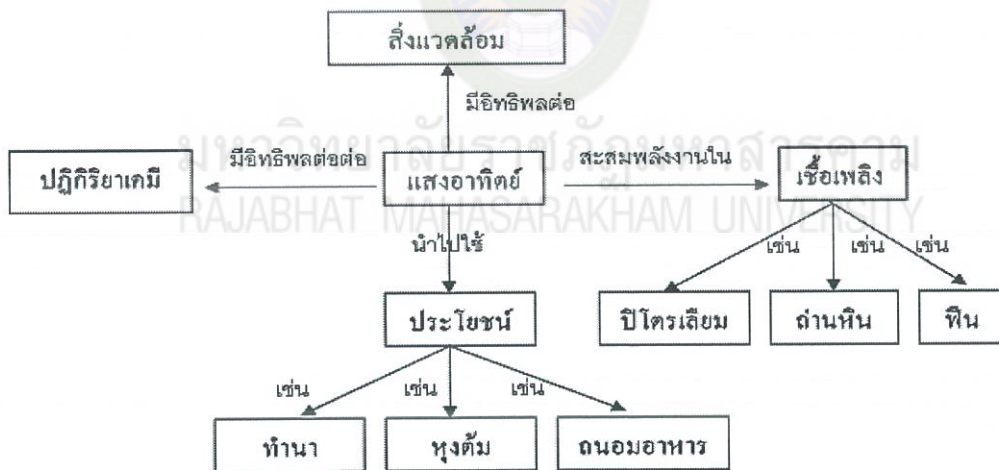 สิ่งแวดล้อม
มีอิทธิพลต่อ
มหาวิทยาลัยราชภัฏมหาสารคาม
ปฏิกิริยาเคมี
มีอิทธิพลต่อต่อ
แสงอาทิตย์
สะสมพลังงานใน
เชื้อเพลิง
RAJABHAT MAHASARAKHAM UNIVERSITY
นำไปใช้
เช่น เช่น เช่น
ประโยชน์
ปิโตรเลียม
ถ่านหิน
ฟืน
เช่น เช่น เช่น
ทำนา
หุงต้ม
ถนอมอาหาร